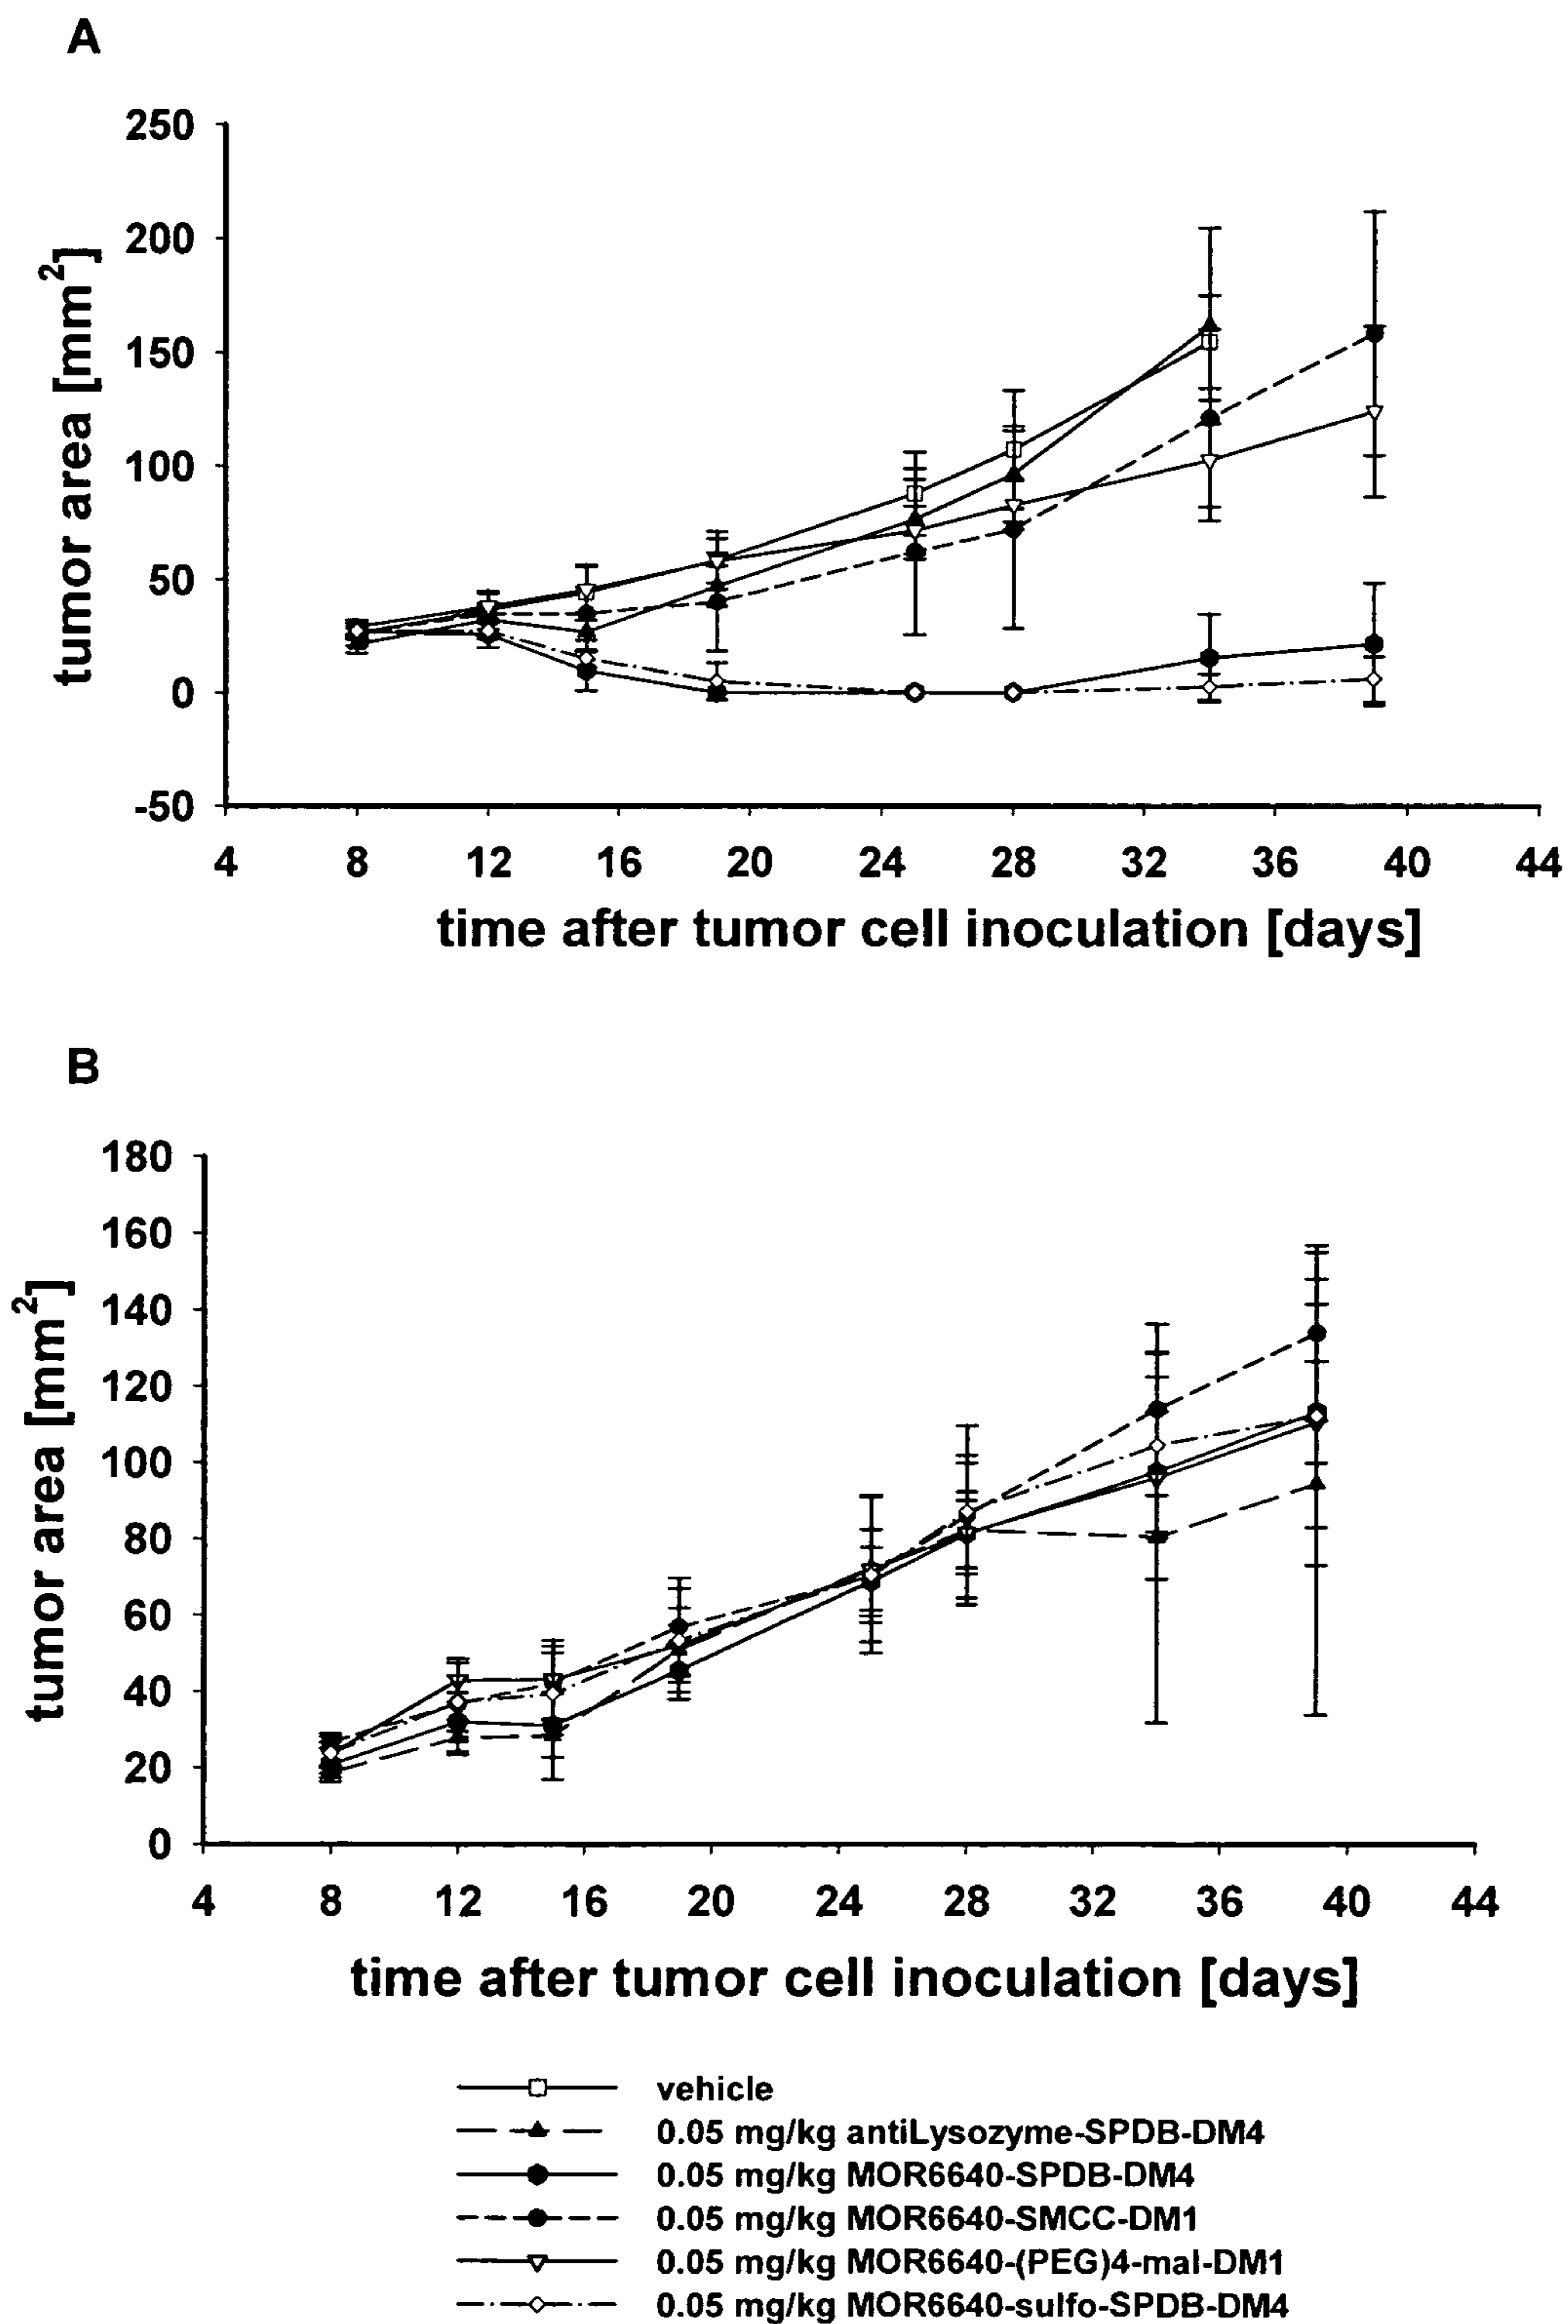 A
250
200
150
100
50
0
-50
tumor area [mm2]
4 8 12 16 20 24 28 32 36 40 44
time after tumor cell inoculation [days]
B
180
160
140
120
100
80
60
40
20
0
tumor area [mm2]
4 8 12 16 20 24 28 32 36 40 44
time after tumor cell inoculation [days]
vehicle
0.05 mg/kg antiLysozyme-SPDB-DM4
0.05 mg/kg MOR6640-SPDB-DM4
0.05 mg/kg MOR6640-SMCC-DM1
0.05 mg/kg MOR6640-(PEG)4-mal-DM1
0.05 mg/kg MOR6640-sulfo-SPDB-DM4